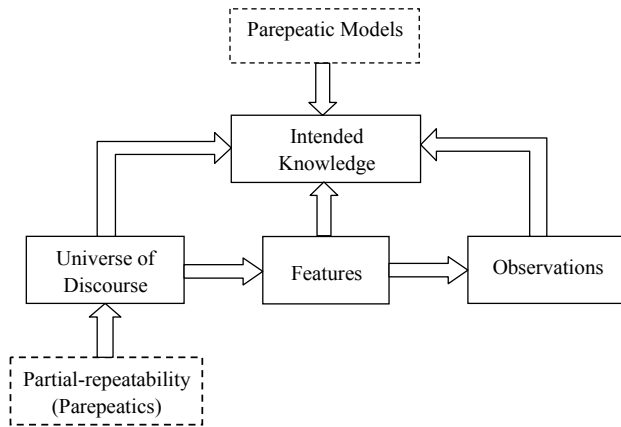 Parepeatic Models
Intended
Knowledge
Universe of
Discourse
Features
Observations
Partial-repeatability
(Parepeatics)